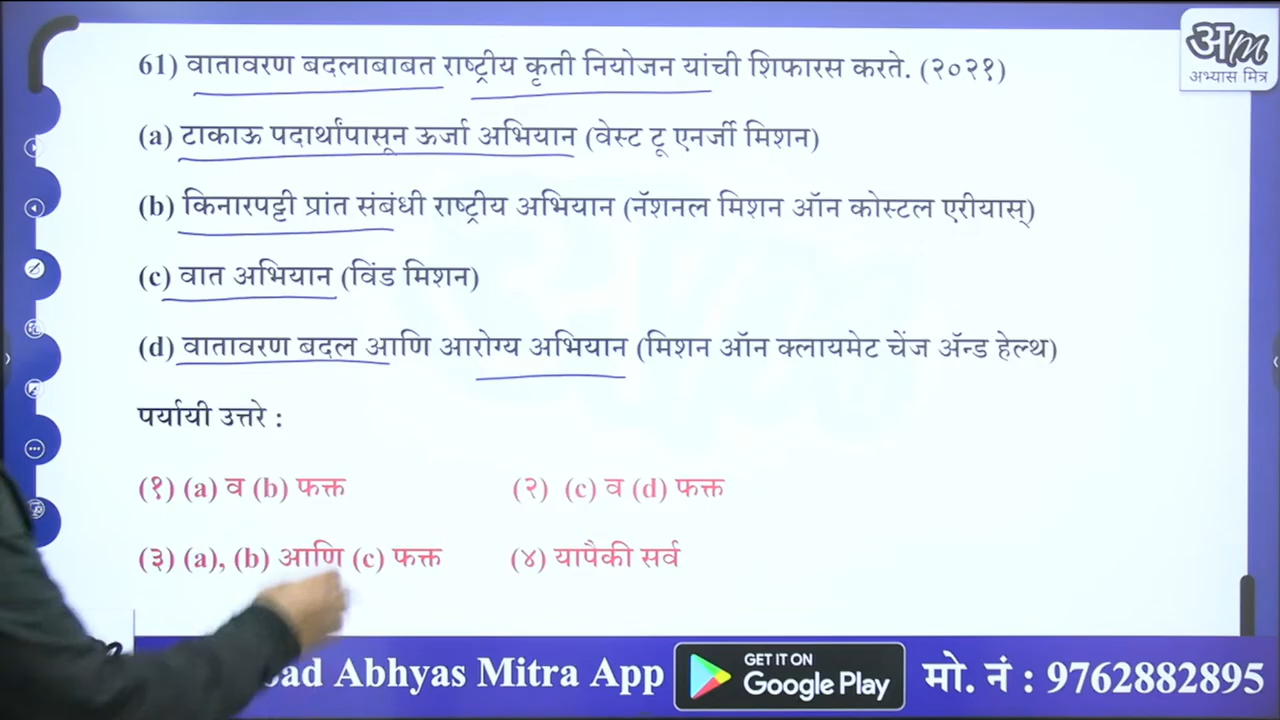 61) वातावरण बदलाबाबत राष्ट्रीय कृती नियोजन यांची शिफारस करते. (२०२१)
अm
अभ्यास मित्र
(a) टाकाऊ पदार्थांपासून ऊर्जा अभियान (वेस्ट टू एनर्जी मिशन)
(b) किनारपट्टी प्रांत संबंधी राष्ट्रीय अभियान (नॅशनल मिशन ऑन कोस्टल एरीयास्)
(c) वात अभियान (विंड मिशन)
(d) वातावरण बदल आणि आरोग्य अभियान (मिशन ऑन क्लायमेट चेंज ॲन्ड हेल्थ)
पर्यायी उत्तरे :
(१) (a) व (b) फक्त (२) (c) व (d) फक्त
(३) (a), (b) आणि (c) फक्त (४) यापैकी सर्व
Abhyas Mitra App GET IT ON Google Play मो. नं : 9762882895